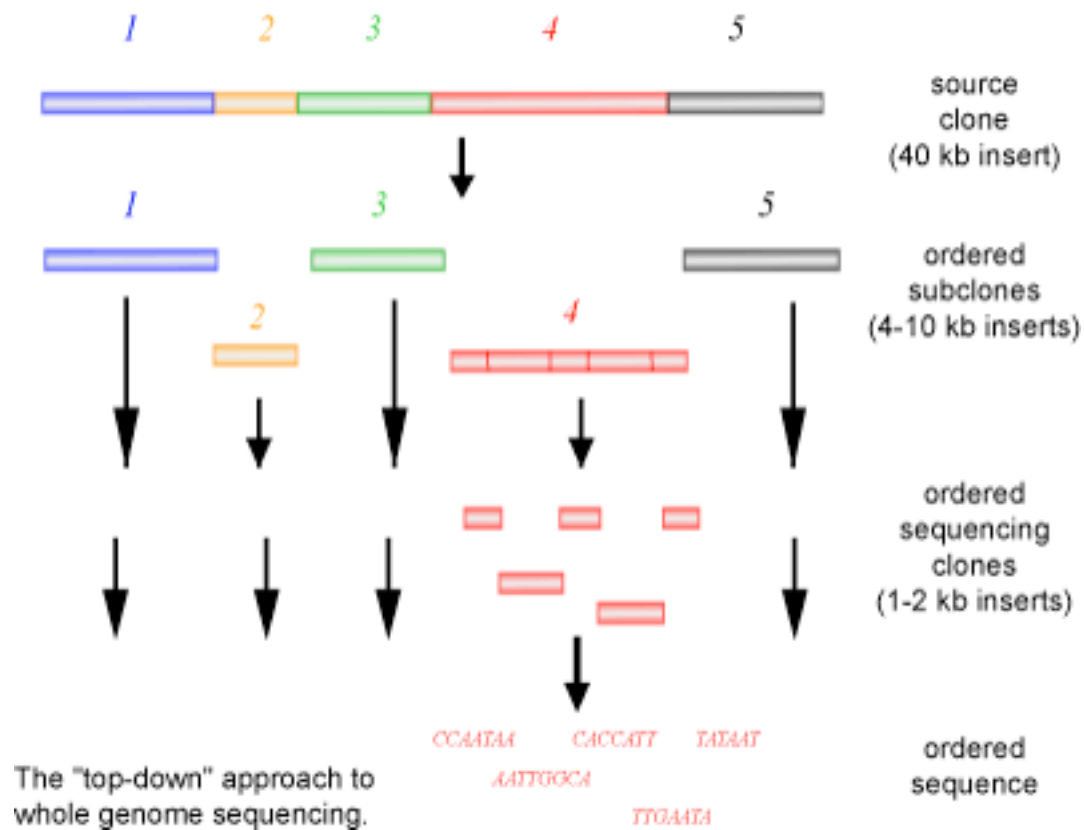 1 2 3 4 5
source
clone
(40 kb insert)
1 3 5
ordered
subclones
(4-10 kb inserts)
2 4
ordered
sequencing
clones
(1-2 kb inserts)
CCAATAA CACCATT TATAAT
AATTGGCA
TTGAATA
ordered
sequence
The "top-down" approach to
whole genome sequencing.